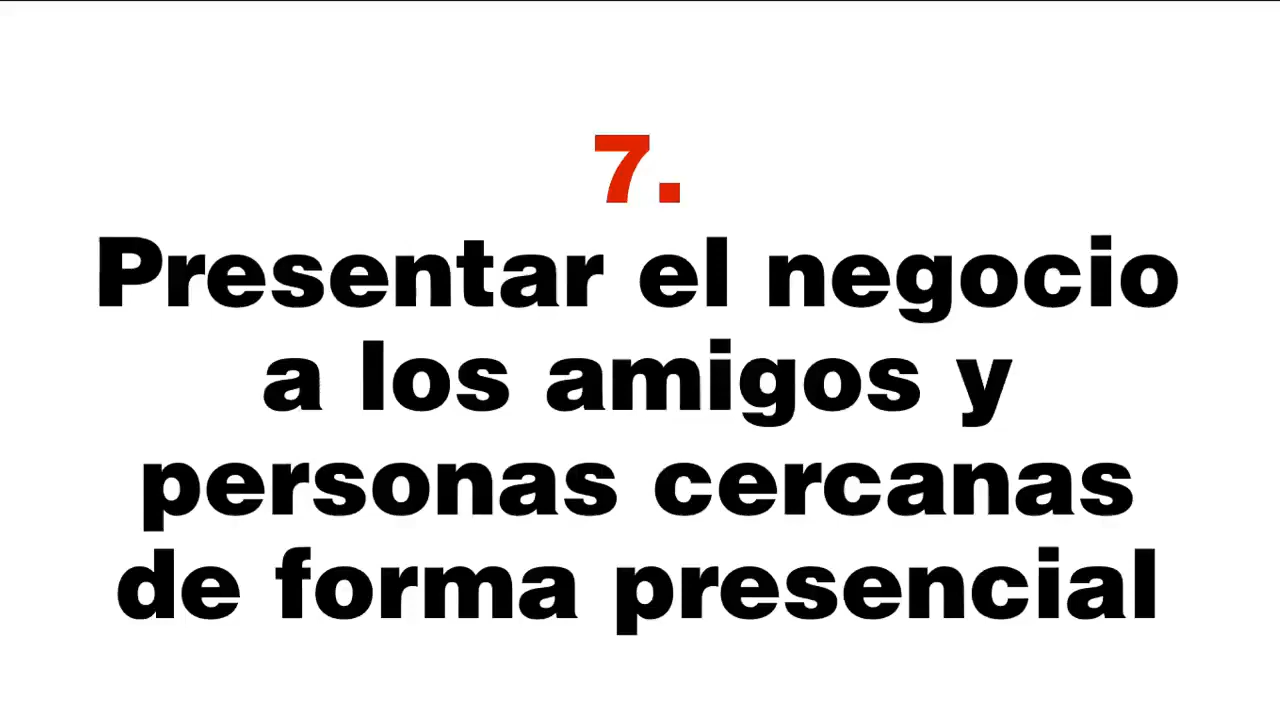 7.
Presentar el negocio
a los amigos y
personas cercanas
de forma presencial